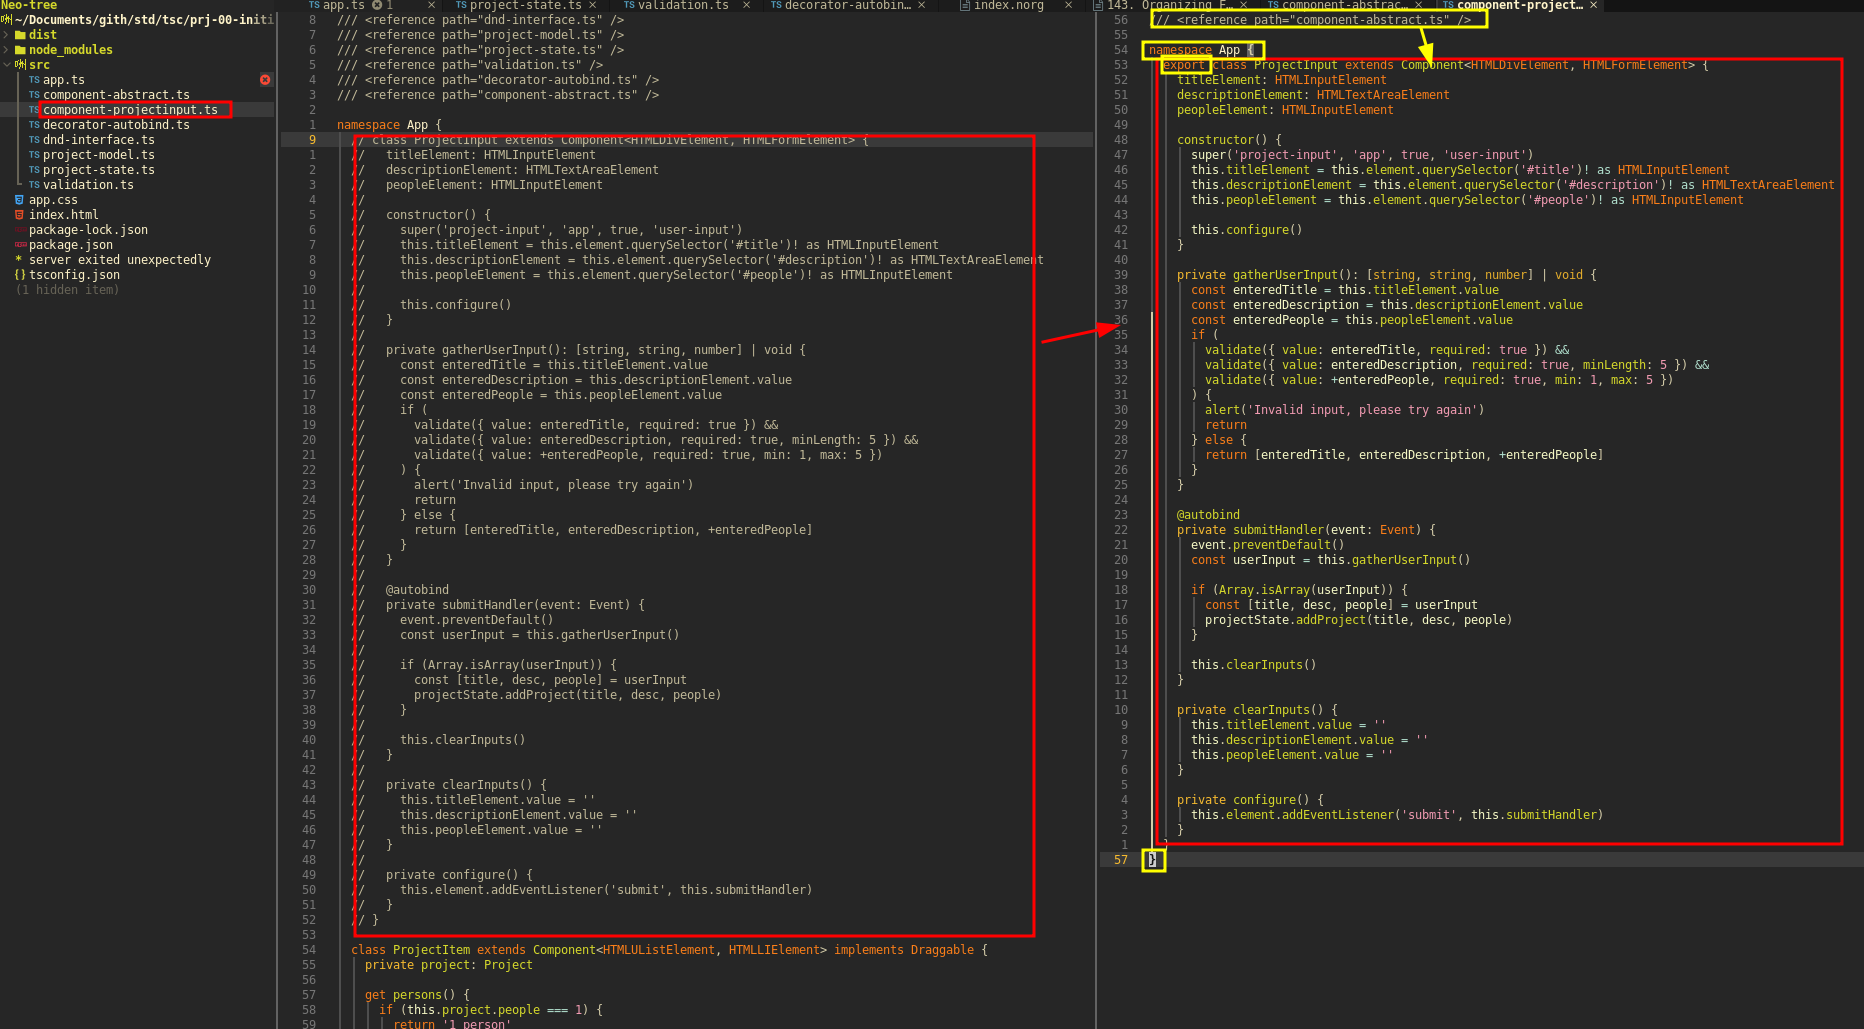 Neo-tree
~/Documents/gith/std/tsc/prj-00-initi
dist
node_modules
src
TS app.ts
TS component-abstract.ts
TS component-projectinput.ts
TS decorator-autobind.ts
TS dnd-interface.ts
TS project-model.ts
TS project-state.ts
TS validation.ts
app.css
index.html
package-lock.json
package.json
* server exited unexpectedly
{} tsconfig.json
(1 hidden item)
TS app.ts 1 × TS project-state.ts × TS validation.ts × TS decorator-autobin… × index.norg × 143. Organizing F… × TS component-abstrac… × TS component-project… ×
8 /// <reference path="dnd-interface.ts" />
7 /// <reference path="project-model.ts" />
6 /// <reference path="project-state.ts" />
5 /// <reference path="validation.ts" />
4 /// <reference path="decorator-autobind.ts" />
3 /// <reference path="component-abstract.ts" />
2
1 namespace App {
9 // class ProjectInput extends Component<HTMLDivElement, HTMLFormElement> {
1 //   titleElement: HTMLInputElement
2 //   descriptionElement: HTMLTextAreaElement
3 //   peopleElement: HTMLInputElement
4 //
5 //   constructor() {
6 //     super('project-input', 'app', true, 'user-input')
7 //     this.titleElement = this.element.querySelector('#title')! as HTMLInputElement
8 //     this.descriptionElement = this.element.querySelector('#description')! as HTMLTextAreaElement
9 //     this.peopleElement = this.element.querySelector('#people')! as HTMLInputElement
10 //
11 //     this.configure()
12 //   }
13 //
14 //   private gatherUserInput(): [string, string, number] | void {
15 //     const enteredTitle = this.titleElement.value
16 //     const enteredDescription = this.descriptionElement.value
17 //     const enteredPeople = this.peopleElement.value
18 //     if (
19 //       validate({ value: enteredTitle, required: true }) &&
20 //       validate({ value: enteredDescription, required: true, minLength: 5 }) &&
21 //       validate({ value: +enteredPeople, required: true, min: 1, max: 5 })
22 //     ) {
23 //       alert('Invalid input, please try again')
24 //       return
25 //     } else {
26 //       return [enteredTitle, enteredDescription, +enteredPeople]
27 //     }
28 //   }
29 //
30 //   @autobind
31 //   private submitHandler(event: Event) {
32 //     event.preventDefault()
33 //     const userInput = this.gatherUserInput()
34 //
35 //     if (Array.isArray(userInput)) {
36 //       const [title, desc, people] = userInput
37 //       projectState.addProject(title, desc, people)
38 //     }
39 //
40 //     this.clearInputs()
41 //   }
42 //
43 //   private clearInputs() {
44 //     this.titleElement.value = ''
45 //     this.descriptionElement.value = ''
46 //     this.peopleElement.value = ''
47 //   }
48 //
49 //   private configure() {
50 //     this.element.addEventListener('submit', this.submitHandler)
51 //   }
52 // }
53
54 class ProjectItem extends Component<HTMLUListElement, HTMLLIElement> implements Draggable {
55   private project: Project
56
57   get persons() {
58     if (this.project.people === 1) {
59       return '1 person'
56 /// <reference path="component-abstract.ts" />
55
54 namespace App {
53   export class ProjectInput extends Component<HTMLDivElement, HTMLFormElement> {
52     titleElement: HTMLInputElement
51     descriptionElement: HTMLTextAreaElement
50     peopleElement: HTMLInputElement
49
48     constructor() {
47       super('project-input', 'app', true, 'user-input')
46       this.titleElement = this.element.querySelector('#title')! as HTMLInputElement
45       this.descriptionElement = this.element.querySelector('#description')! as HTMLTextAreaElement
44       this.peopleElement = this.element.querySelector('#people')! as HTMLInputElement
43
42       this.configure()
41     }
40
39     private gatherUserInput(): [string, string, number] | void {
38       const enteredTitle = this.titleElement.value
37       const enteredDescription = this.descriptionElement.value
36       const enteredPeople = this.peopleElement.value
35       if (
34         validate({ value: enteredTitle, required: true }) &&
33         validate({ value: enteredDescription, required: true, minLength: 5 }) &&
32         validate({ value: +enteredPeople, required: true, min: 1, max: 5 })
31       ) {
30         alert('Invalid input, please try again')
29         return
28       } else {
27         return [enteredTitle, enteredDescription, +enteredPeople]
26       }
25     }
24
23     @autobind
22     private submitHandler(event: Event) {
21       event.preventDefault()
20       const userInput = this.gatherUserInput()
19
18       if (Array.isArray(userInput)) {
17         const [title, desc, people] = userInput
16         projectState.addProject(title, desc, people)
15       }
14
13       this.clearInputs()
12     }
11
10     private clearInputs() {
9       this.titleElement.value = ''
8       this.descriptionElement.value = ''
7       this.peopleElement.value = ''
6     }
5
4     private configure() {
3       this.element.addEventListener('submit', this.submitHandler)
2     }
1   }
57 }